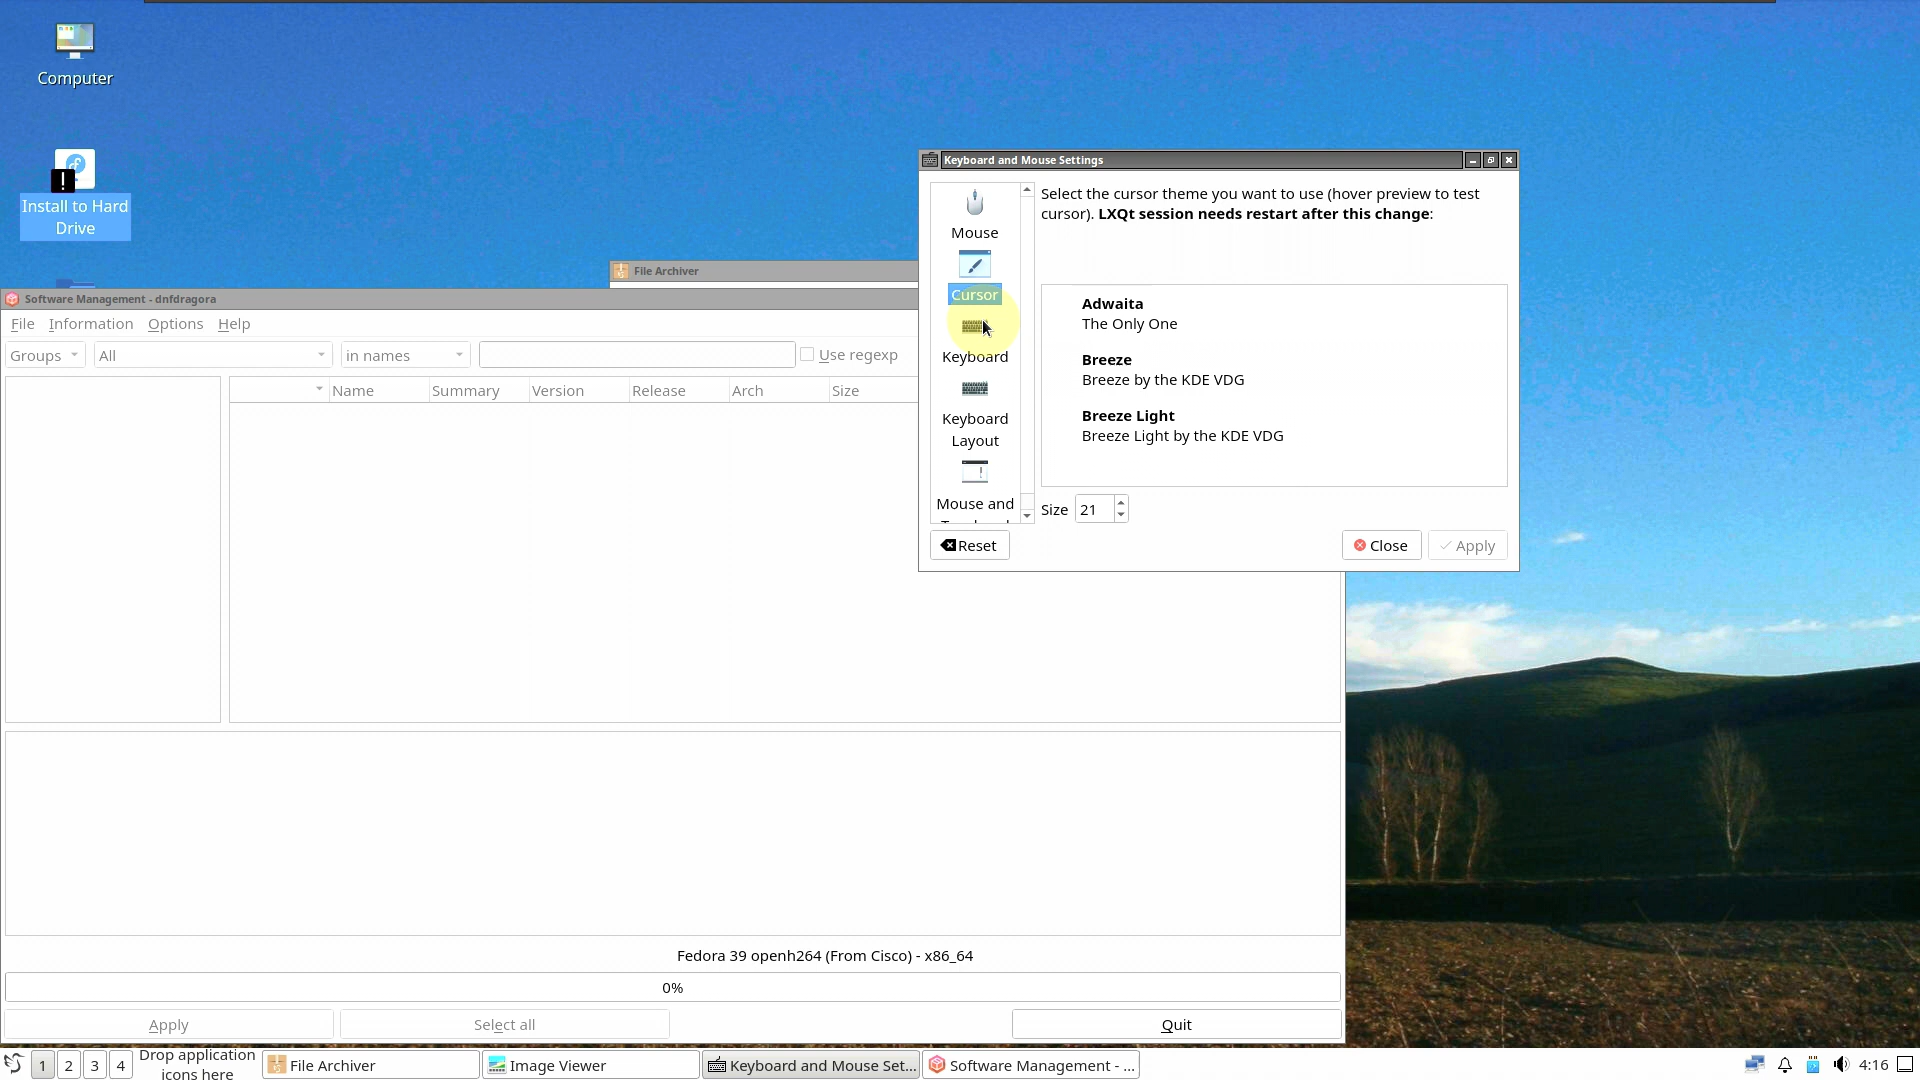 Computer
Install to Hard
Drive
File Archiver
Software Management - dnfdragora
File Information Options Help
Groups All in names Use regexp
Name Summary Version Release Arch Size
Keyboard and Mouse Settings
Mouse
Cursor
Keyboard
Keyboard
Layout
Mouse and
Select the cursor theme you want to use (hover preview to test
cursor). LXQt session needs restart after this change:
Adwaita
The Only One
Breeze
Breeze by the KDE VDG
Breeze Light
Breeze Light by the KDE VDG
Size 21
Reset Close Apply
Fedora 39 openh264 (From Cisco) - x86_64
0%
Apply Select all Quit
1 2 3 4
Drop application
icons here
File Archiver
Image Viewer
Keyboard and Mouse Set...
Software Management - ...
4:16